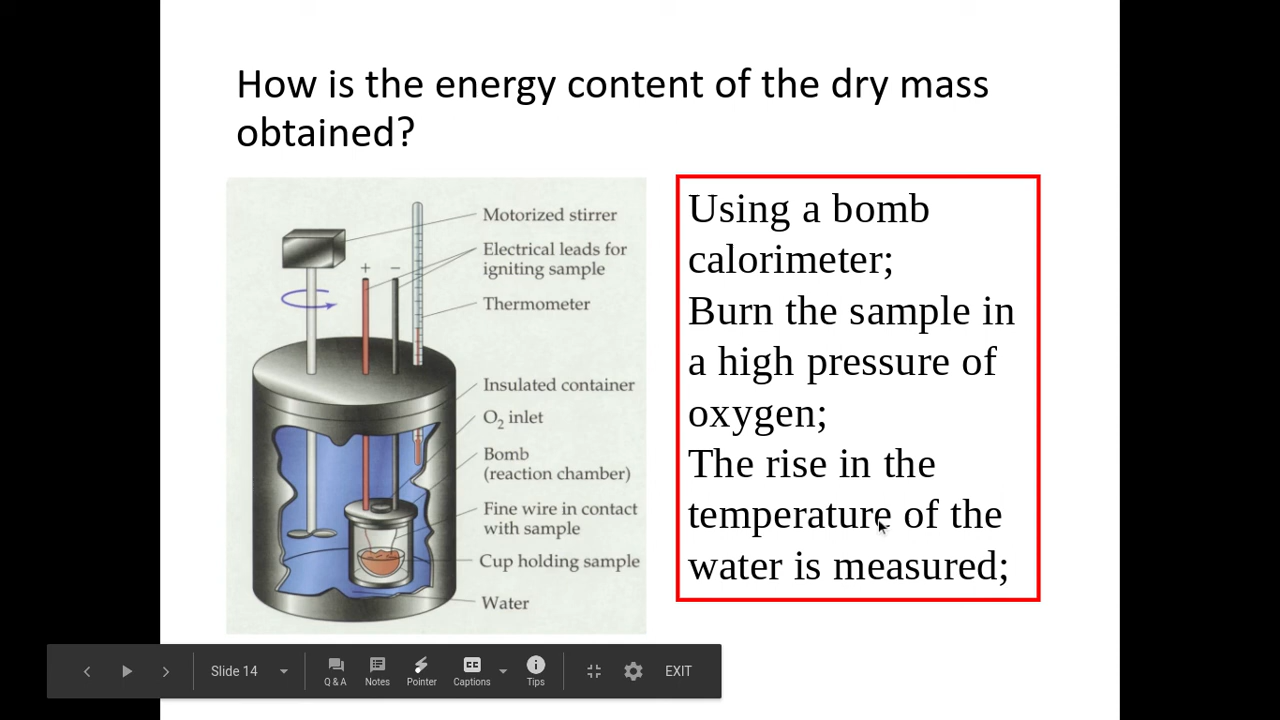 How is the energy content of the dry mass
obtained?
Motorized stirrer
Electrical leads for
igniting sample
+ −
Thermometer
Insulated container
O₂ inlet
Bomb
(reaction chamber)
Fine wire in contact
with sample
Cup holding sample
Water
Using a bomb
calorimeter;
Burn the sample in
a high pressure of
oxygen;
The rise in the
temperature of the
water is measured;
Slide 14
Q & A
Notes
Pointer
CC
Captions
Tips
EXIT